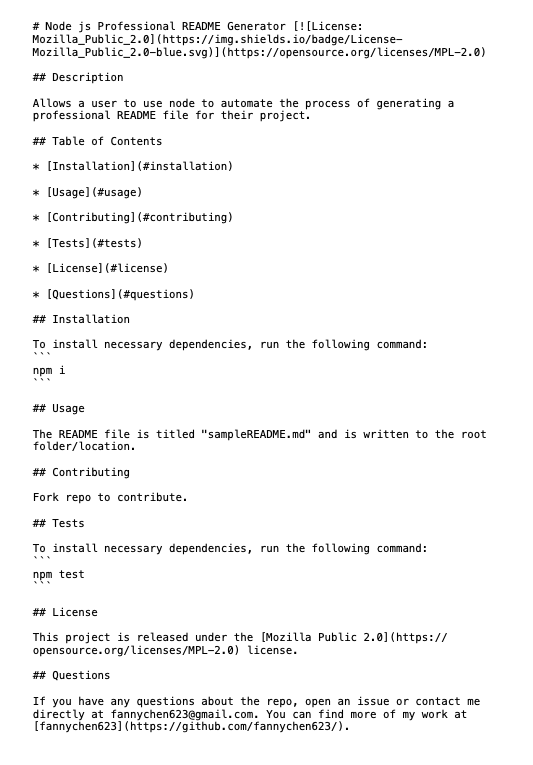 # Node js Professional README Generator [![License:
Mozilla_Public_2.0](https://img.shields.io/badge/License-
Mozilla_Public_2.0-blue.svg)](https://opensource.org/licenses/MPL-2.0)
## Description
Allows a user to use node to automate the process of generating a
professional README file for their project.
## Table of Contents
* [Installation](#installation)
* [Usage](#usage)
* [Contributing](#contributing)
* [Tests](#tests)
* [License](#license)
* [Questions](#questions)
## Installation
To install necessary dependencies, run the following command:
```
npm i
```
## Usage
The README file is titled "sampleREADME.md" and is written to the root
folder/location.
## Contributing
Fork repo to contribute.
## Tests
To install necessary dependencies, run the following command:
```
npm test
```
## License
This project is released under the [Mozilla Public 2.0](https://
opensource.org/licenses/MPL-2.0) license.
## Questions
If you have any questions about the repo, open an issue or contact me
directly at fannychen623@gmail.com. You can find more of my work at
[fannychen623](https://github.com/fannychen623/).